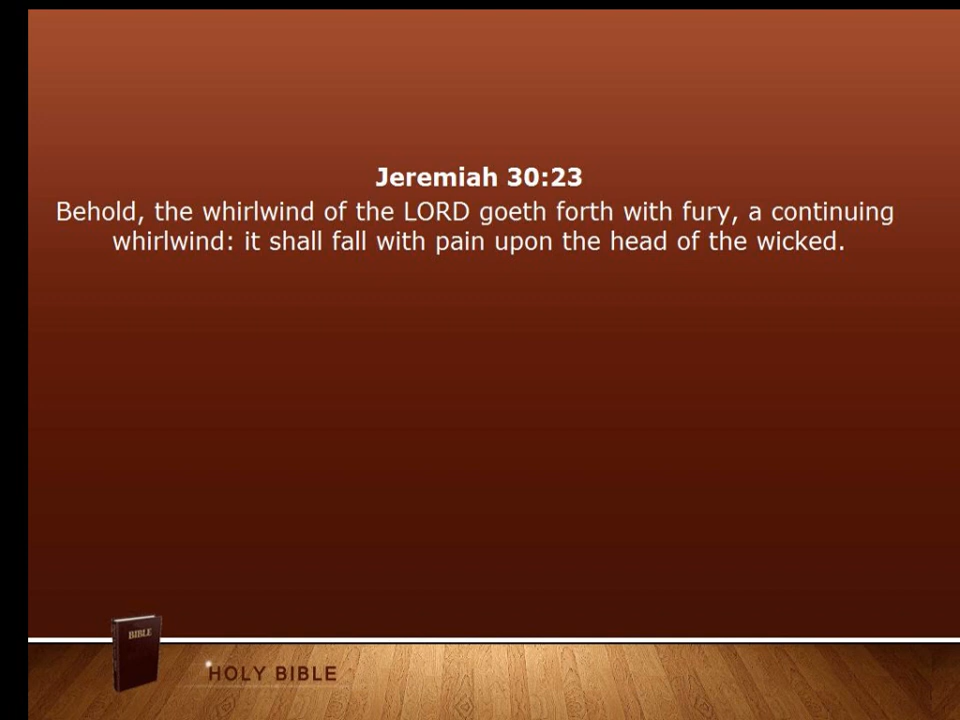 Jeremiah 30:23
Behold, the whirlwind of the LORD goeth forth with fury, a continuing
whirlwind: it shall fall with pain upon the head of the wicked.
BIBLE
HOLY BIBLE